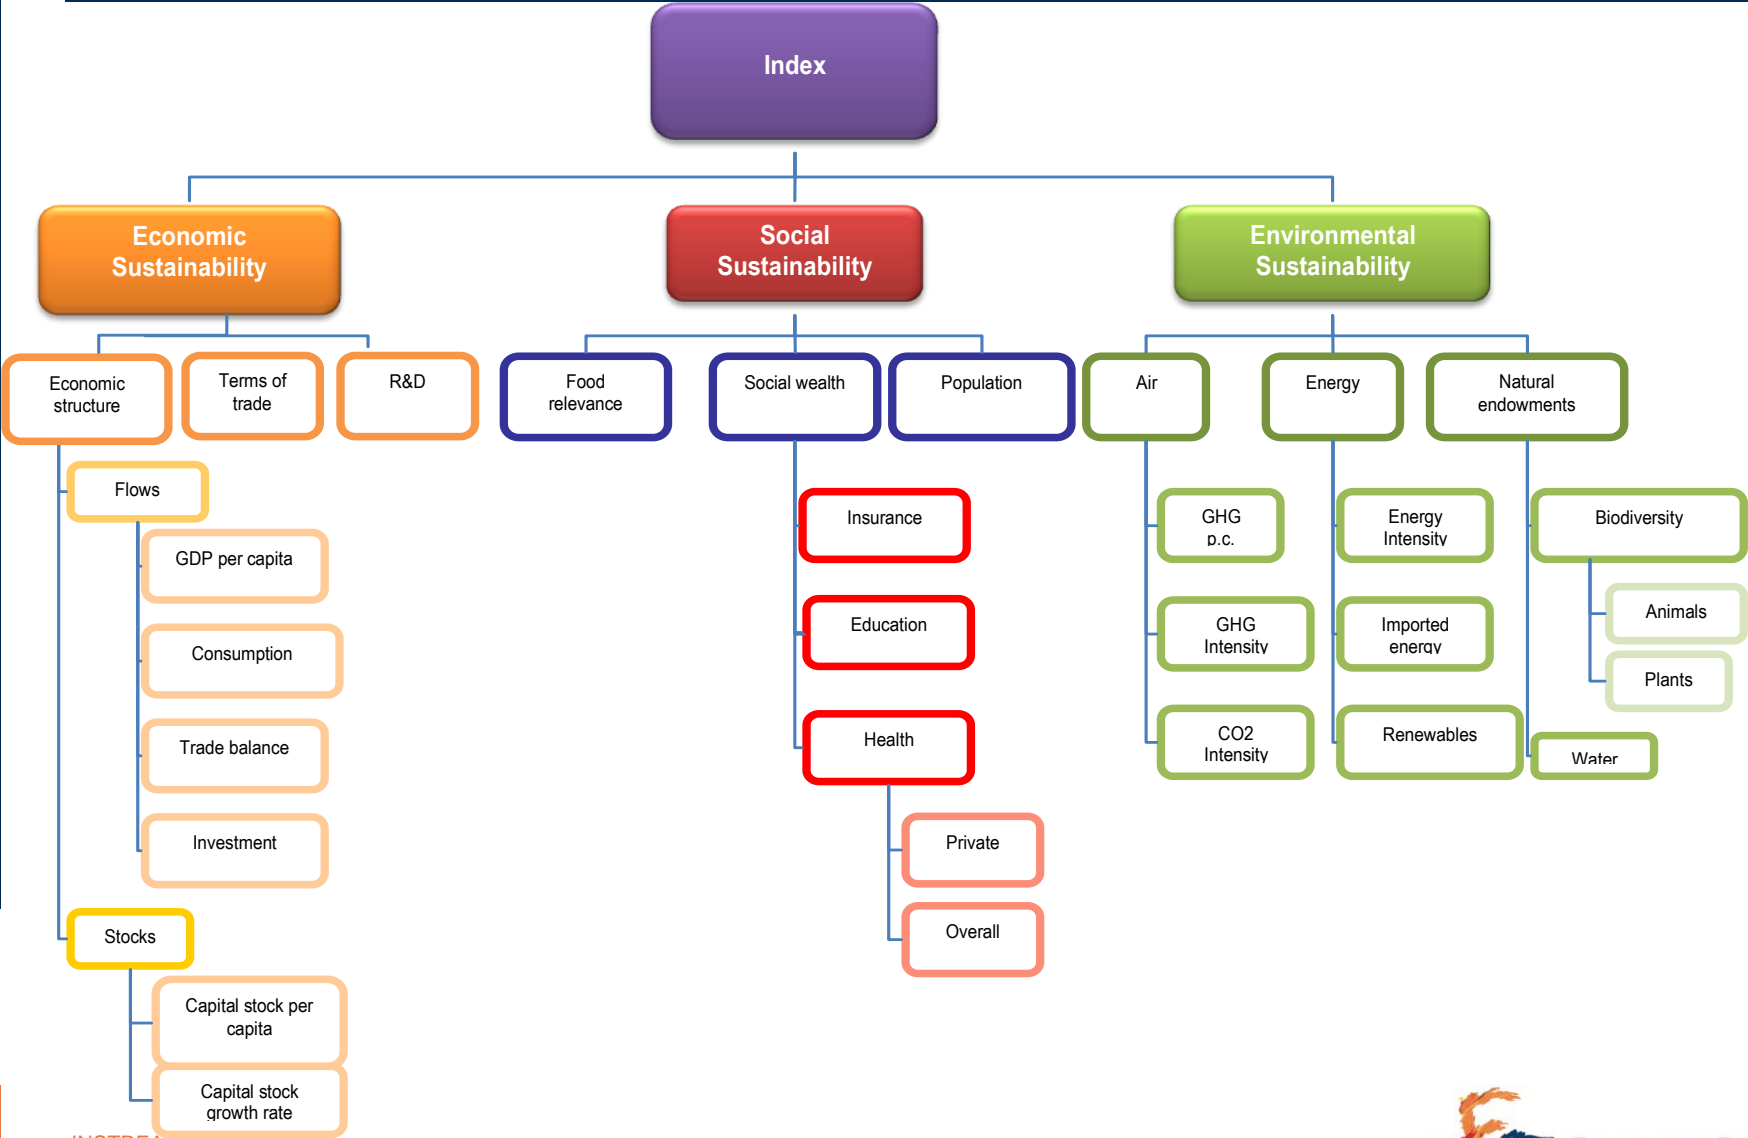 Index
Economic
Sustainability
Social
Sustainability
Environmental
Sustainability
Economic
structure
Terms of
trade
R&D
Food
relevance
Social wealth
Population
Air
Energy
Natural
endowments
Flows
GDP per capita
Consumption
Trade balance
Investment
Stocks
Capital stock per
capita
Capital stock
growth rate
Insurance
Education
Health
Private
Overall
GHG
p.c.
GHG
Intensity
CO2
Intensity
Energy
Intensity
Imported
energy
Renewables
Biodiversity
Animals
Plants
Water